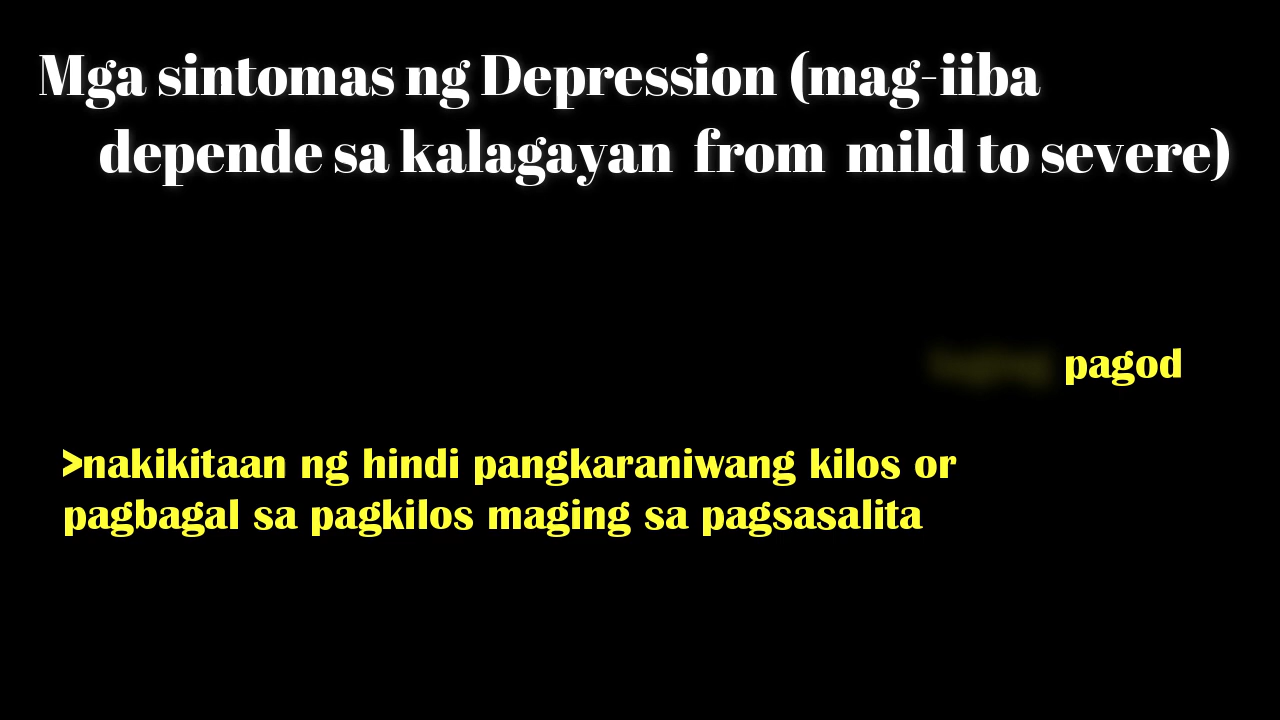 Mga sintomas ng Depression (mag-iiba
depende sa kalagayan from mild to severe)
pagod
>nakikitaan ng hindi pangkaraniwang kilos or
pagbagal sa pagkilos maging sa pagsasalita